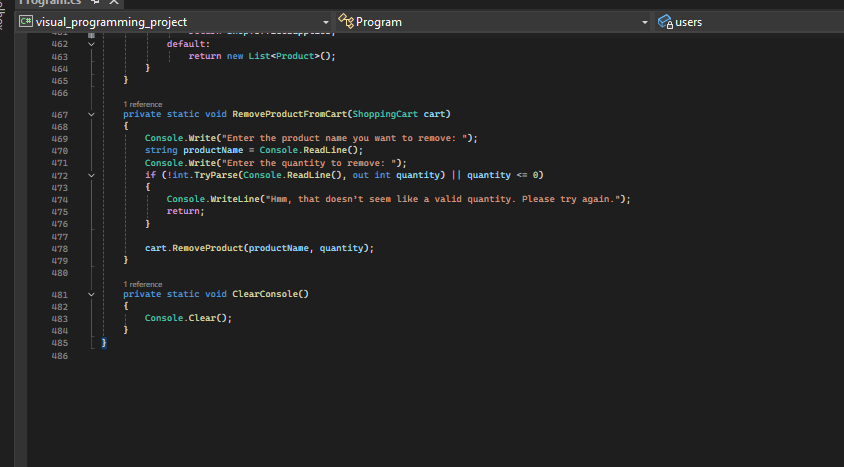 Program.cs
C# visual_programming_project
Program
users
462 default:
463 return new List<Product>();
464 }
465 }
466
1 reference
467 private static void RemoveProductFromCart(ShoppingCart cart)
468 {
469 Console.Write("Enter the product name you want to remove: ");
470 string productName = Console.ReadLine();
471 Console.Write("Enter the quantity to remove: ");
472 if (!int.TryParse(Console.ReadLine(), out int quantity) || quantity <= 0)
473 {
474 Console.WriteLine("Hmm, that doesn't seem like a valid quantity. Please try again.");
475 return;
476 }
477
478 cart.RemoveProduct(productName, quantity);
479 }
480
1 reference
481 private static void ClearConsole()
482 {
483 Console.Clear();
484 }
485 }
486